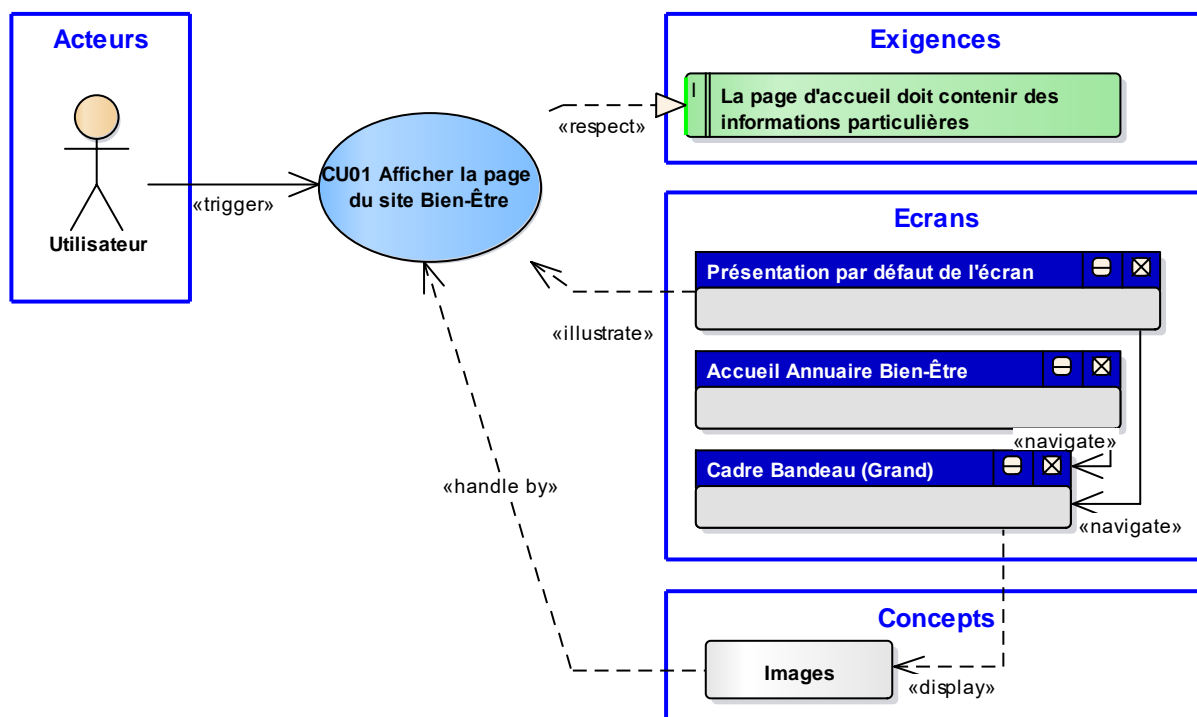 Acteurs
Utilisateur
«trigger»
CU01 Afficher la page
du site Bien-Être
«respect»
Exigences
I
La page d'accueil doit contenir des
informations particulières
Ecrans
Présentation par défaut de l'écran
«illustrate»
Accueil Annuaire Bien-Être
«navigate»
Cadre Bandeau (Grand)
«navigate»
«handle by»
Concepts
Images
«display»